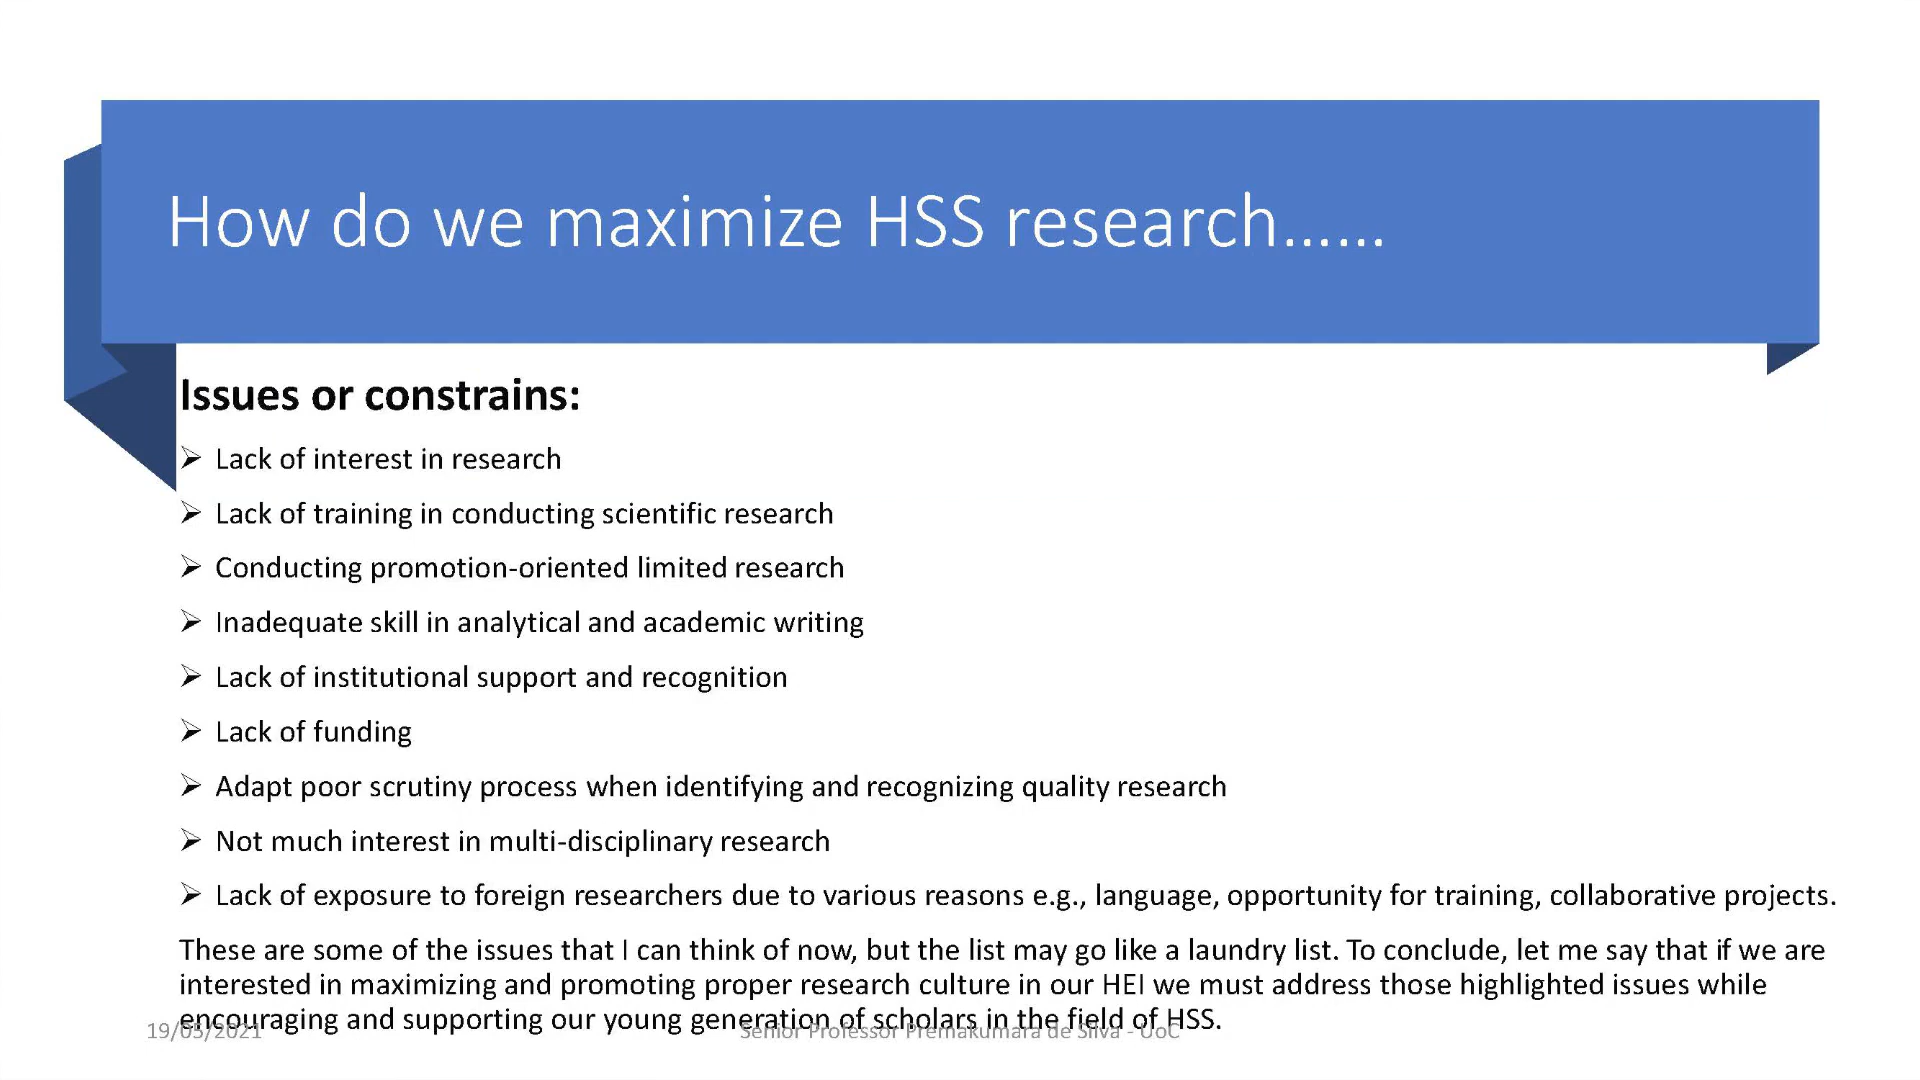 How do we maximize HSS research......
Issues or constrains:
➢ Lack of interest in research
➢ Lack of training in conducting scientific research
➢ Conducting promotion-oriented limited research
➢ Inadequate skill in analytical and academic writing
➢ Lack of institutional support and recognition
➢ Lack of funding
➢ Adapt poor scrutiny process when identifying and recognizing quality research
➢ Not much interest in multi-disciplinary research
➢ Lack of exposure to foreign researchers due to various reasons e.g., language, opportunity for training, collaborative projects.
These are some of the issues that I can think of now, but the list may go like a laundry list. To conclude, let me say that if we are
interested in maximizing and promoting proper research culture in our HEI we must address those highlighted issues while
encouraging and supporting our young generation of scholars in the field of HSS.
19/05/2021
Senior Professor Premakumara de Silva - UoC